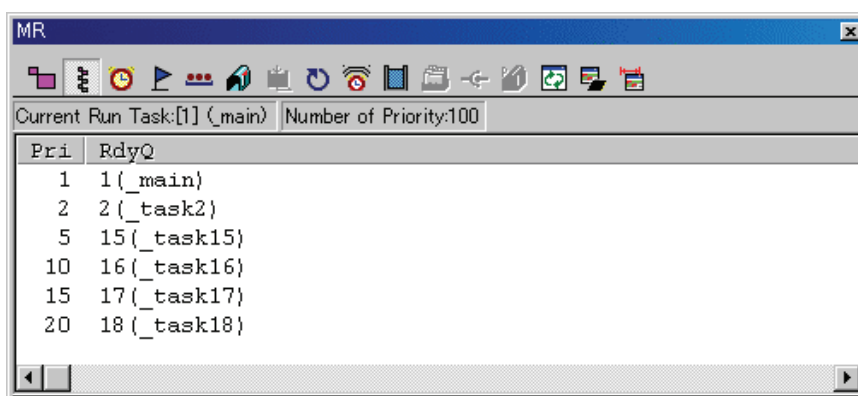 MR
Current Run Task:[1] (_main) Number of Priority:100
Pri RdyQ
1 1(_main)
2 2(_task2)
5 15(_task15)
10 16(_task16)
15 17(_task17)
20 18(_task18)